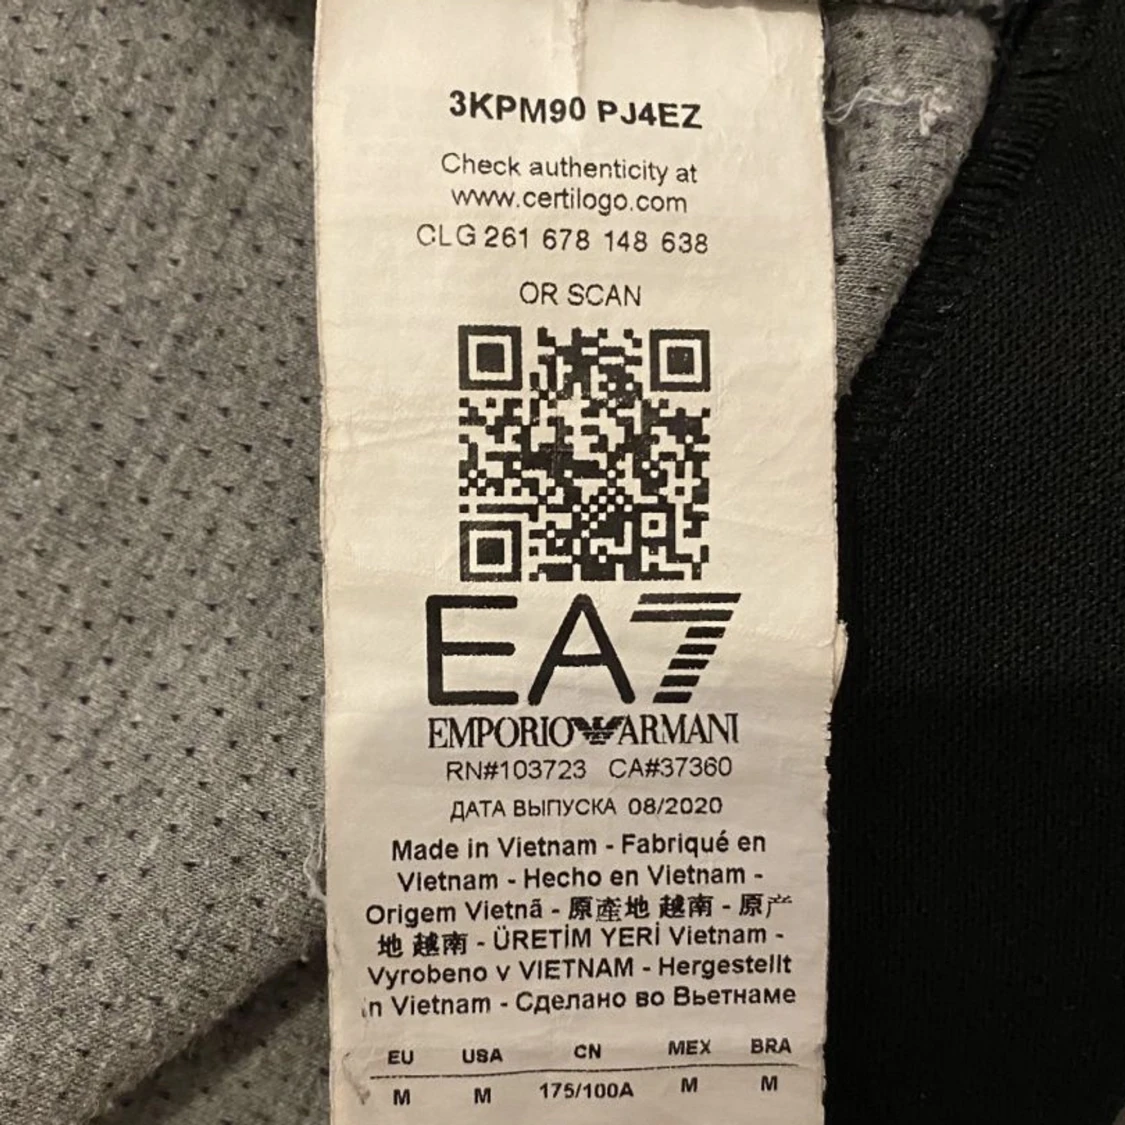 3KPM90 PJ4EZ
Check authenticity at
www.certilogo.com
CLG 261 678 148 638
OR SCAN
EA7
EMPORIO ARMANI
RN#103723 CA#37360
ДАТА ВЫПУСКА 08/2020
Made in Vietnam - Fabriqué en
Vietnam - Hecho en Vietnam -
Origem Vietnã - 原產地 越南 - 原产
地 越南 - ÜRETİM YERİ Vietnam -
Vyrobeno v VIETNAM - Hergestellt
in Vietnam - Сделано во Вьетнаме
EU USA CN MEX BRA
M M 175/100A M M